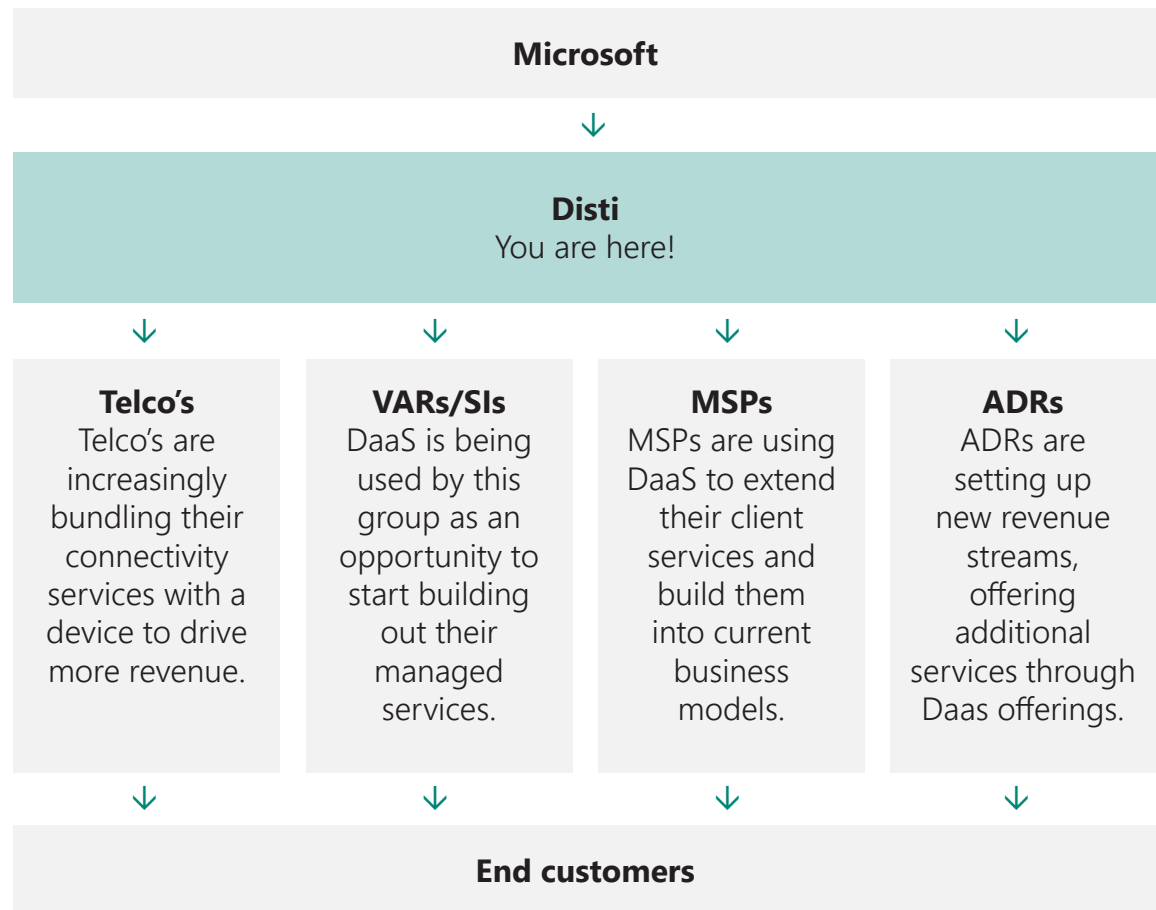 Microsoft
Disti
You are here!
Telco’s
Telco’s are
increasingly
bundling their
connectivity
services with a
device to drive
more revenue.
VARs/SIs
DaaS is being
used by this
group as an
opportunity to
start building
out their
managed
services.
MSPs
MSPs are using
DaaS to extend
their client
services and
build them
into current
business
models.
ADRs
ADRs are
setting up
new revenue
streams,
offering
additional
services through
Daas offerings.
End customers